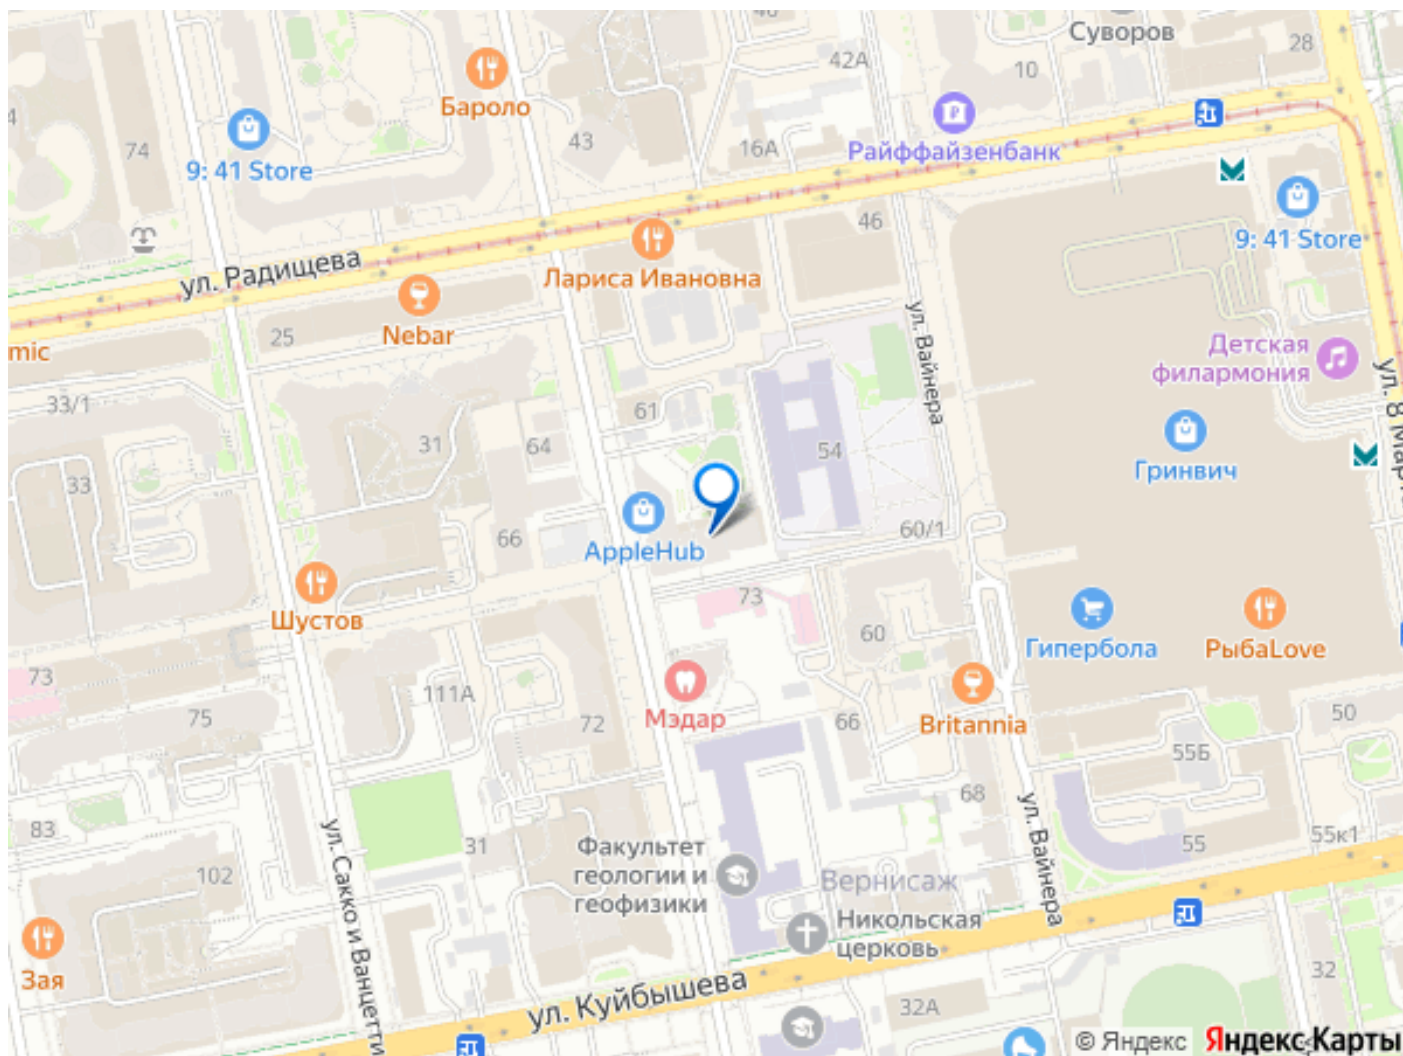 Суворов
28
42А
10
Бароло
43
16А
Райффайзенбанк
74
9: 41 Store
46
9: 41 Store
ул. Радищева
Лариса Ивановна
Nebar
25
mic
ул. Вайнера
Детская
филармония
ул. 8 Март
33/1
61
31
64
54
Гринвич
33
66
AppleHub
60/1
Шустов
73
60
Гипербола
РыбаLove
73
111А
Мэдар
72
66
Britannia
75
50
55Б
68
83
31
ул. Сакко и Ванцетти
ул. Вайнера
55
55к1
102
Факультет
геологии и
геофизики
Вернисаж
Никольская
церковь
Зая
ул. Куйбышева
32А
32
© Яндекс Яндекс Карты